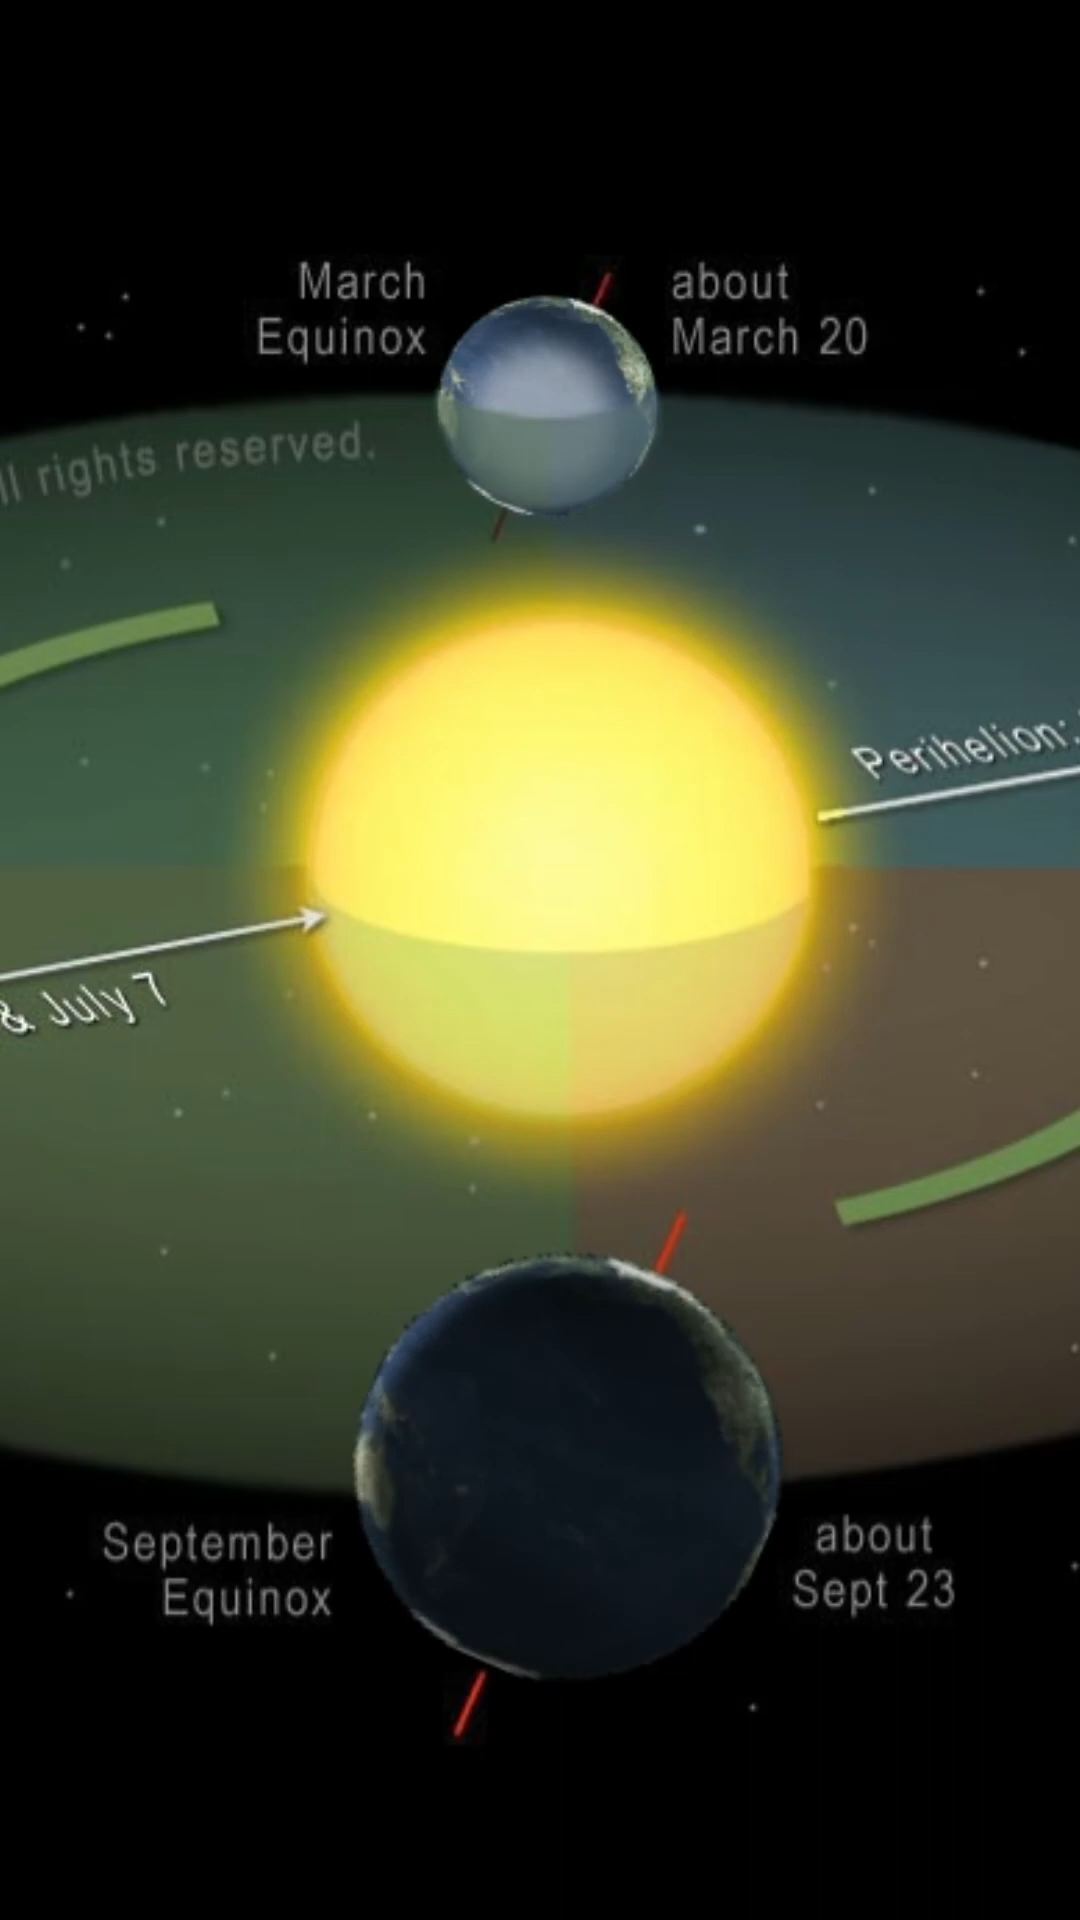 March
Equinox
about
March 20
ll rights reserved.
Perihelion:
& July 7
September
Equinox
about
Sept 23